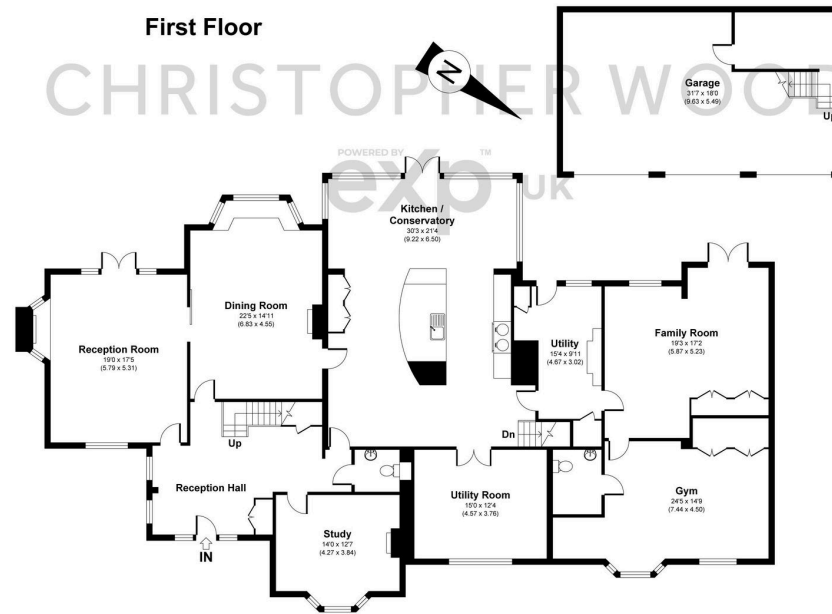 First Floor
CHRISTOPHER WOOD
POWERED BY
exp™
UK
N
Garage
31'7 x 18'0
(9.63 x 5.49)
Up
Kitchen /
Conservatory
30'3 x 21'4
(9.22 x 6.50)
Dining Room
22'5 x 14'11
(6.83 x 4.55)
Reception Room
19'0 x 17'5
(5.79 x 5.31)
Utility
15'4 x 9'11
(4.67 x 3.02)
Family Room
19'3 x 17'2
(5.87 x 5.23)
Up
Dn
Reception Hall
IN
Study
14'0 x 12'7
(4.27 x 3.84)
Utility Room
15'0 x 12'4
(4.57 x 3.76)
Gym
24'5 x 14'9
(7.44 x 4.50)